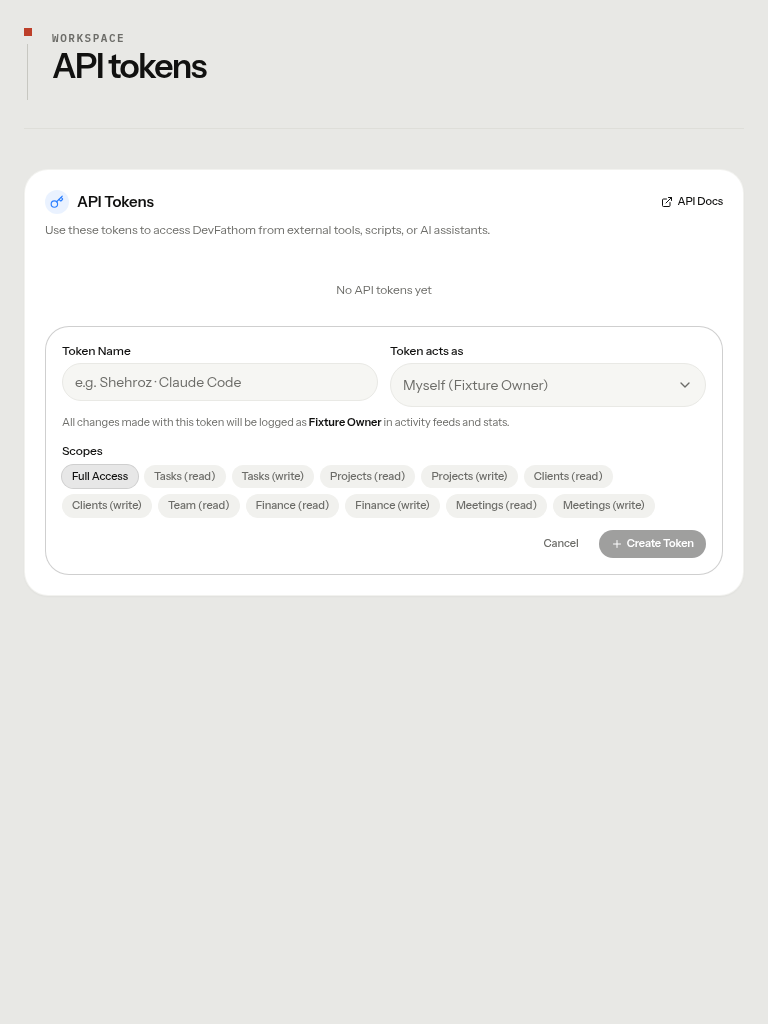 WORKSPACE
API tokens
API Tokens
API Docs
Use these tokens to access DevFathom from external tools, scripts, or AI assistants.
No API tokens yet
Token Name
Token acts as
e.g. Shehroz · Claude Code
Myself (Fixture Owner)
All changes made with this token will be logged as Fixture Owner in activity feeds and stats.
Scopes
Full Access Tasks (read) Tasks (write) Projects (read) Projects (write) Clients (read)
Clients (write) Team (read) Finance (read) Finance (write) Meetings (read) Meetings (write)
Cancel
+ Create Token